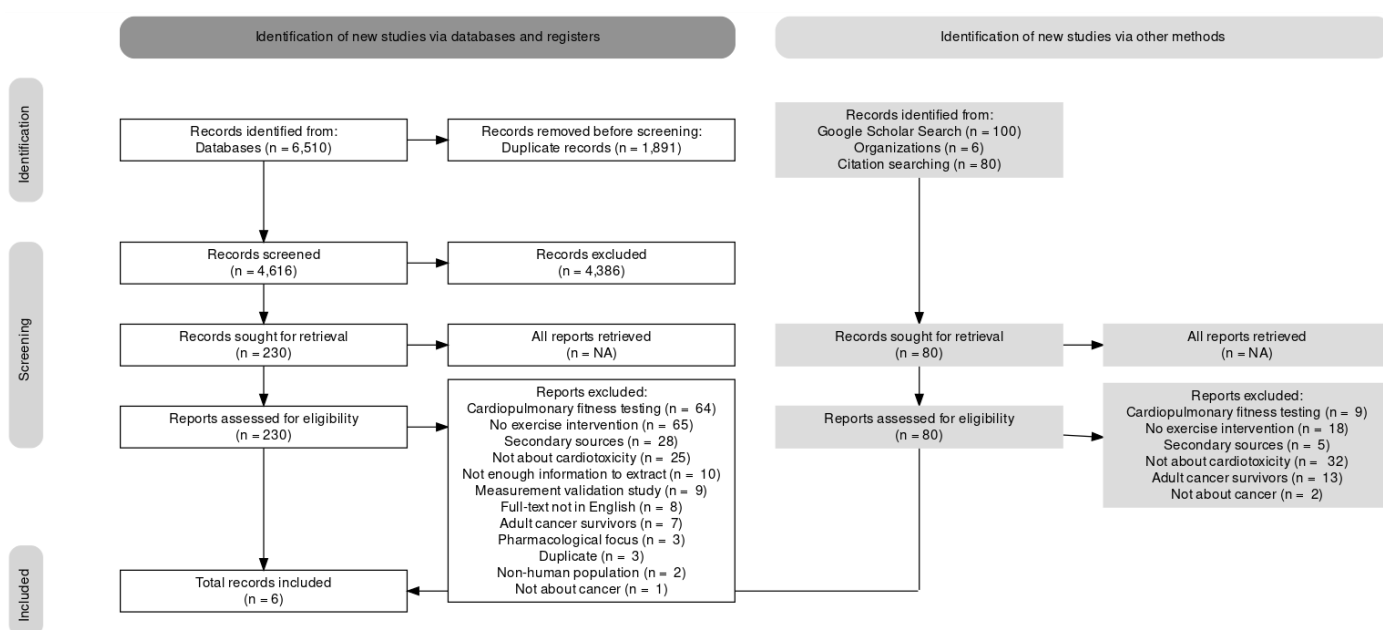 Identification of new studies via databases and registers
Identification of new studies via other methods
Identification
Records identified from:
Databases (n = 6,510)
Records removed before screening:
Duplicate records (n = 1,891)
Records identified from:
Google Scholar Search (n = 100)
Organizations (n = 6)
Citation searching (n = 80)
Screening
Records screened
(n = 4,616)
Records excluded
(n = 4,386)
Records sought for retrieval
(n = 230)
All reports retrieved
(n = NA)
Records sought for retrieval
(n = 80)
All reports retrieved
(n = NA)
Reports assessed for eligibility
(n = 230)
Reports excluded:
Cardiopulmonary fitness testing (n = 64)
No exercise intervention (n = 65)
Secondary sources (n = 28)
Not about cardiotoxicity (n = 25)
Not enough information to extract (n = 10)
Measurement validation study (n = 9)
Full-text not in English (n = 8)
Adult cancer survivors (n = 7)
Pharmacological focus (n = 3)
Duplicate (n = 3)
Non-human population (n = 2)
Not about cancer (n = 1)
Reports assessed for eligibility
(n = 80)
Reports excluded:
Cardiopulmonary fitness testing (n = 9)
No exercise intervention (n = 18)
Secondary sources (n = 5)
Not about cardiotoxicity (n = 32)
Adult cancer survivors (n = 13)
Not about cancer (n = 2)
Included
Total records included
(n = 6)